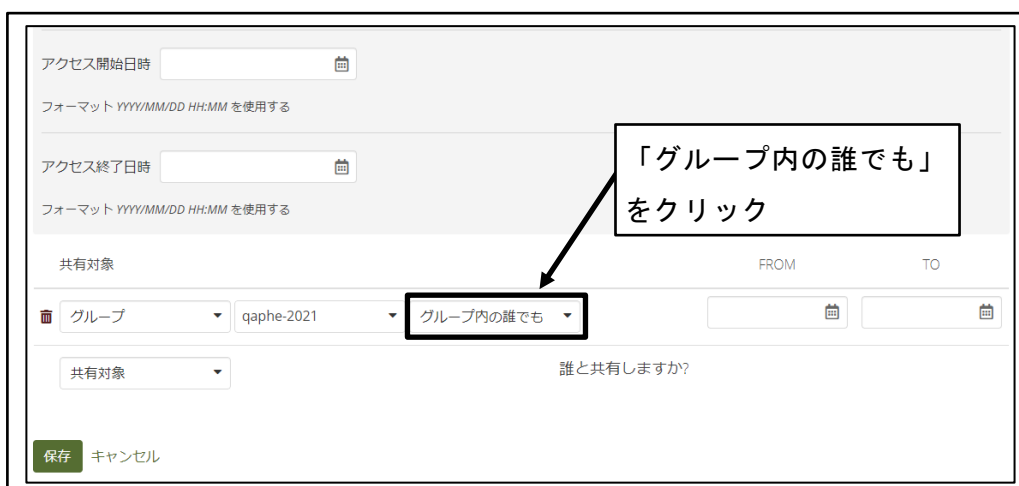 アクセス開始日時
フォーマット YYYY/MM/DD HH:MM を使用する
アクセス終了日時
フォーマット YYYY/MM/DD HH:MM を使用する
「グループ内の誰でも」
をクリック
共有対象 FROM TO
グループ qaphe-2021 グループ内の誰でも
共有対象 誰と共有しますか?
保存 キャンセル